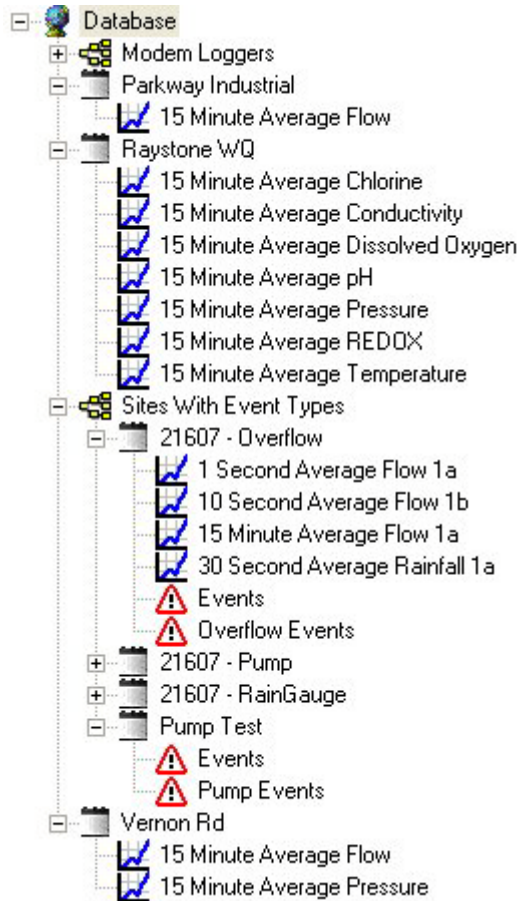 Database
Modem Loggers
Parkway Industrial
15 Minute Average Flow
Raystone WQ
15 Minute Average Chlorine
15 Minute Average Conductivity
15 Minute Average Dissolved Oxygen
15 Minute Average pH
15 Minute Average Pressure
15 Minute Average REDOX
15 Minute Average Temperature
Sites With Event Types
21607 - Overflow
1 Second Average Flow 1a
10 Second Average Flow 1b
15 Minute Average Flow 1a
30 Second Average Rainfall 1a
Events
Overflow Events
21607 - Pump
21607 - RainGauge
Pump Test
Events
Pump Events
Vernon Rd
15 Minute Average Flow
15 Minute Average Pressure